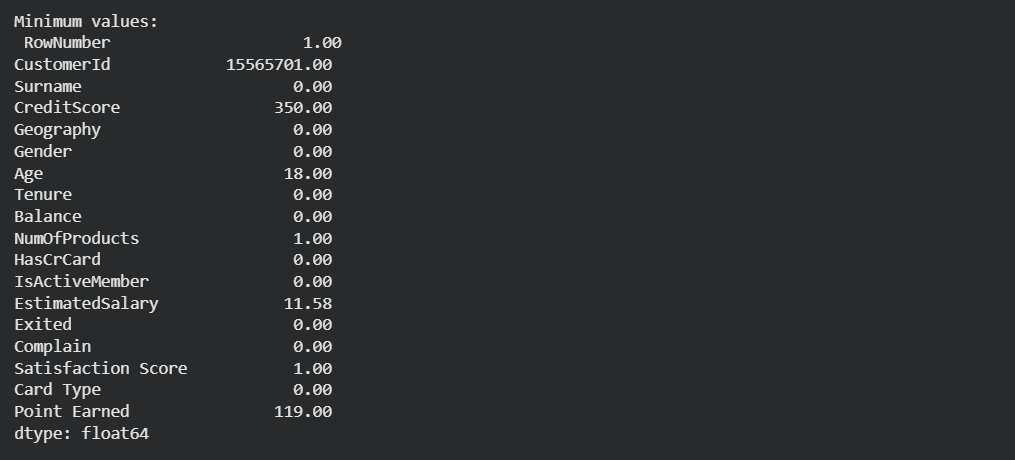 Minimum values:
RowNumber 1.00
CustomerId 15565701.00
Surname 0.00
CreditScore 350.00
Geography 0.00
Gender 0.00
Age 18.00
Tenure 0.00
Balance 0.00
NumOfProducts 1.00
HasCrCard 0.00
IsActiveMember 0.00
EstimatedSalary 11.58
Exited 0.00
Complain 0.00
Satisfaction Score 1.00
Card Type 0.00
Point Earned 119.00
dtype: float64